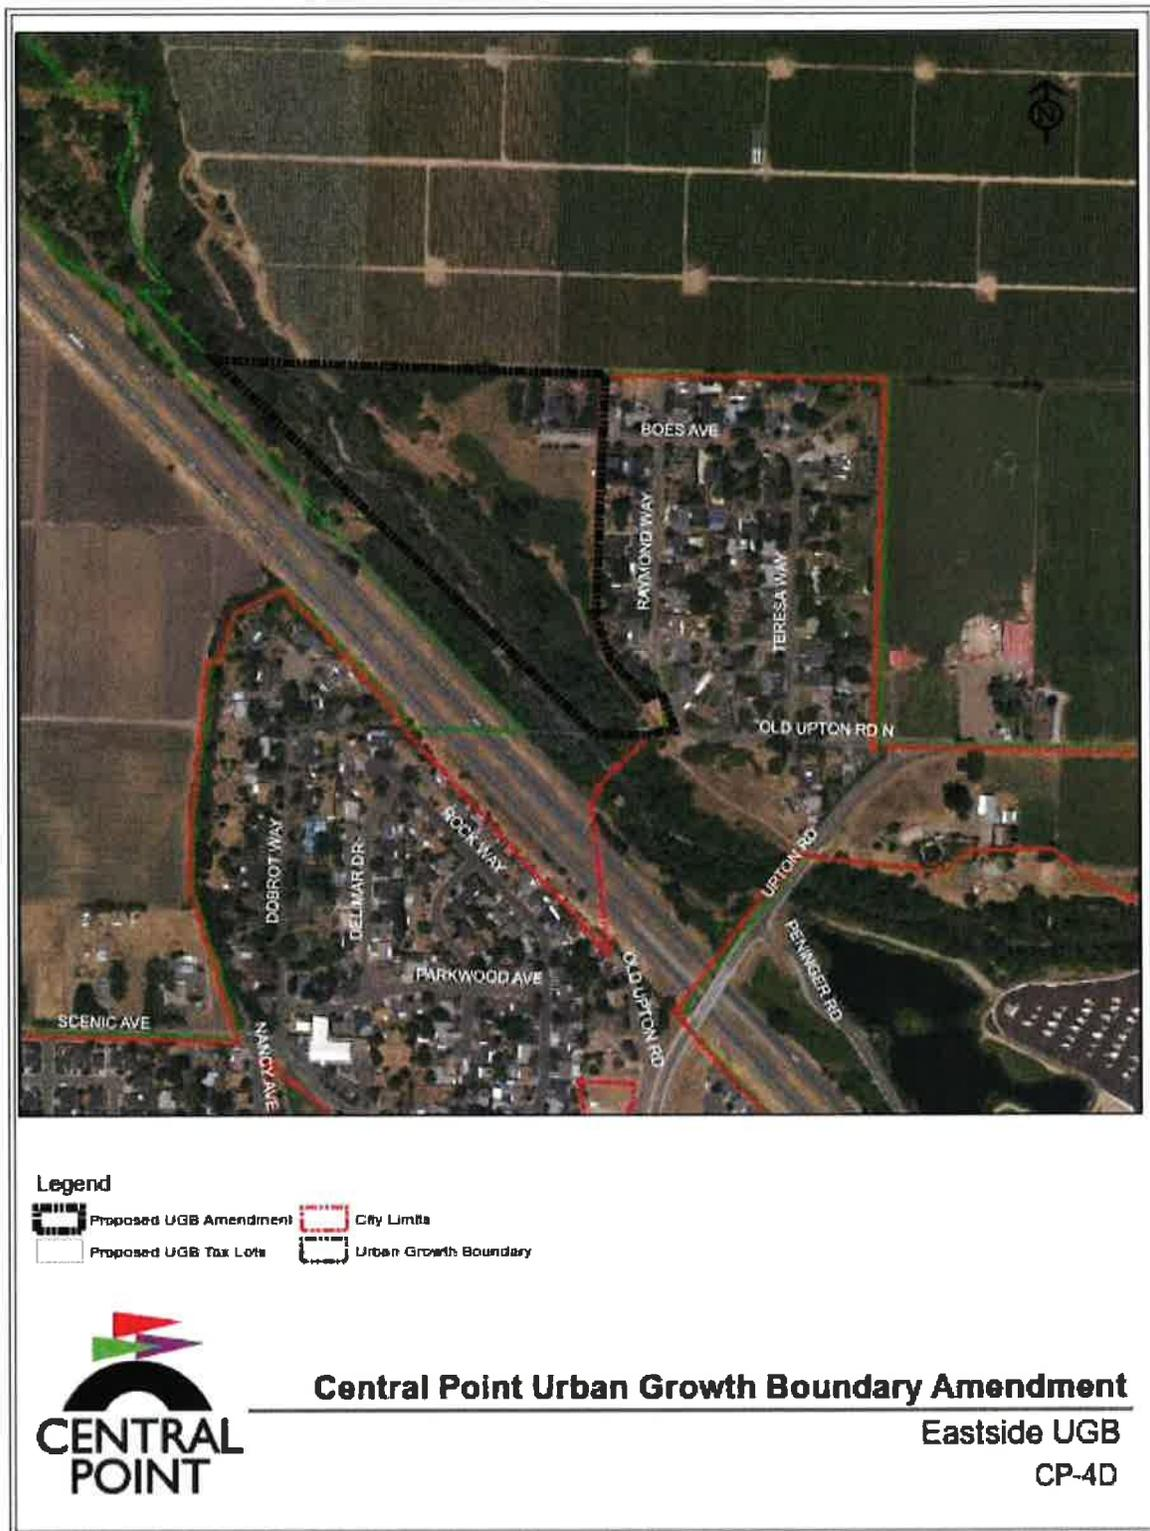 N
BOES AVE
RAYMOND WAY
TERESA WAY
OLD UPTON RD N
ROCK WAY
UPTON RD
DOBROT WAY
DELMAR DR
PENINGER RD
PARKWOOD AVE
OLD UPTON RD
SCENIC AVE
NANCY AVE
Legend
Proposed UGB Amendment
City Limits
Proposed UGB Tax Lots
Urban Growth Boundary
CENTRAL
POINT
Central Point Urban Growth Boundary Amendment
Eastside UGB
CP-4D